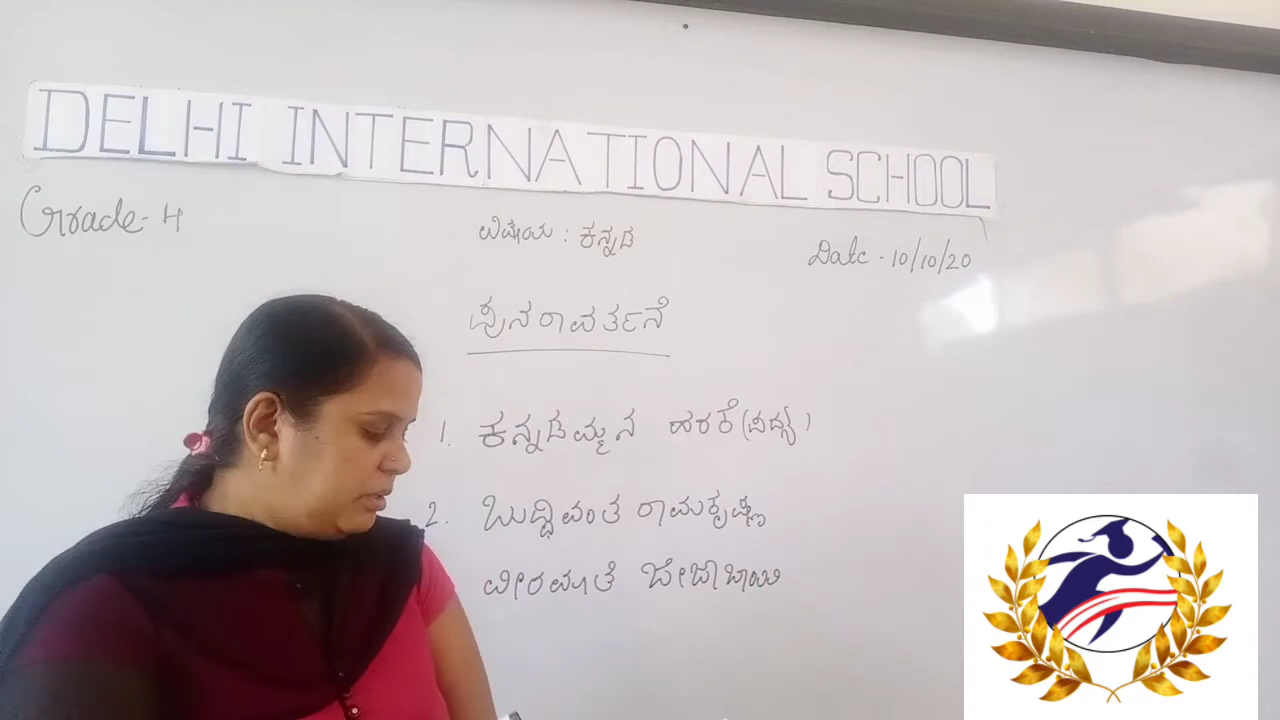 DELHI INTERNATIONAL SCHOOL
Grade - 4
ವಿಷಯ : ಕನ್ನಡ
Date - 10/10/20
ಪುನರಾವರ್ತನೆ
1. ಕನ್ನಡಮ್ಮನ ಹರಕೆ (ಪದ್ಯ)
2. ಬುದ್ಧಿವಂತ ರಾಮಕೃಷ್ಣ
ವೀರಮಾತೆ ಜೀಜಾಬಾಯಿ